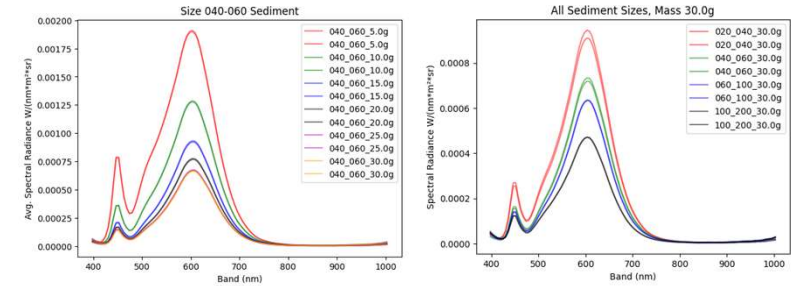 Size 040-060 Sediment
Avg. Spectral Radiance W/(nm*m²*sr)
0.00200
0.00175
0.00150
0.00125
0.00100
0.00075
0.00050
0.00025
0.00000
040_060_5.0g
040_060_5.0g
040_060_10.0g
040_060_10.0g
040_060_15.0g
040_060_15.0g
040_060_20.0g
040_060_20.0g
040_060_25.0g
040_060_25.0g
040_060_30.0g
040_060_30.0g
400 500 600 700 800 900 1000
Band (nm)
All Sediment Sizes, Mass 30.0g
Spectral Radiance W/(nm*m²*sr)
0.0008
0.0006
0.0004
0.0002
0.0000
020_040_30.0g
020_040_30.0g
040_060_30.0g
040_060_30.0g
060_100_30.0g
060_100_30.0g
100_200_30.0g
100_200_30.0g
400 500 600 700 800 900 1000
Band (nm)